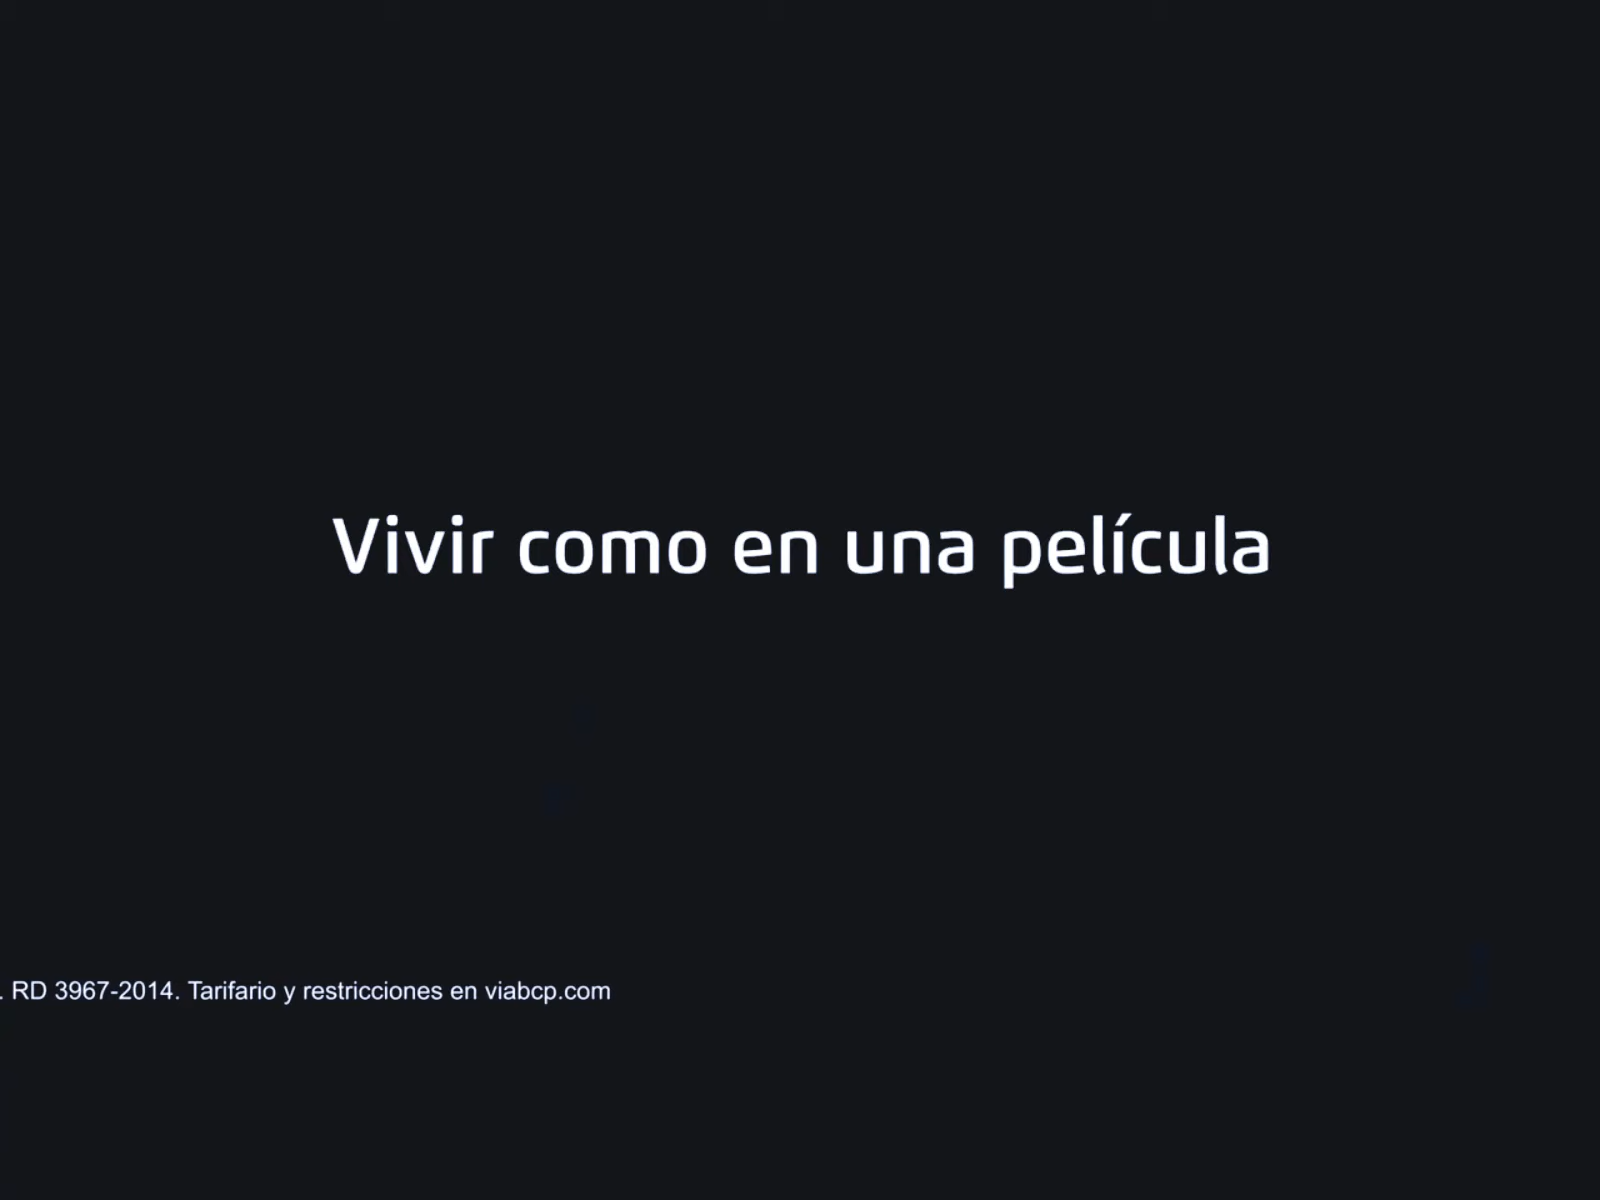 Vivir como en una película
. RD 3967-2014. Tarifario y restricciones en viabcp.com